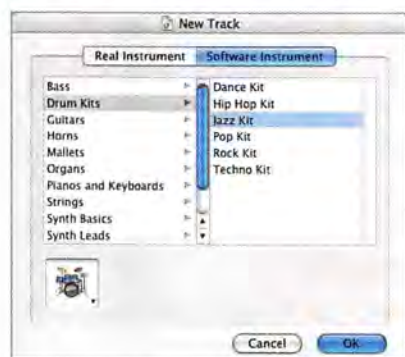 New Track
Real Instrument Software Instrument
Bass
Drum Kits
Guitars
Horns
Mallets
Organs
Pianos and Keyboards
Strings
Synth Basics
Synth Leads
Dance Kit
Hip Hop Kit
Jazz Kit
Pop Kit
Rock Kit
Techno Kit
Cancel OK